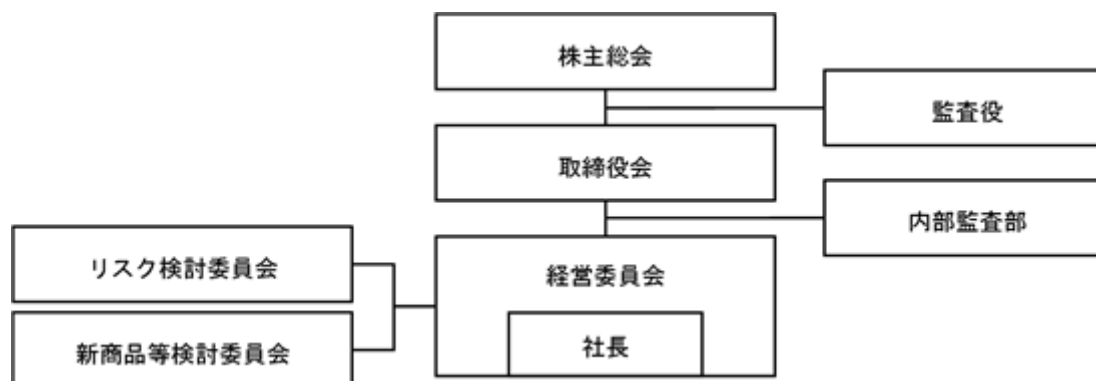 株主総会
監査役
取締役会
内部監査部
リスク検討委員会
経営委員会
新商品等検討委員会
社長